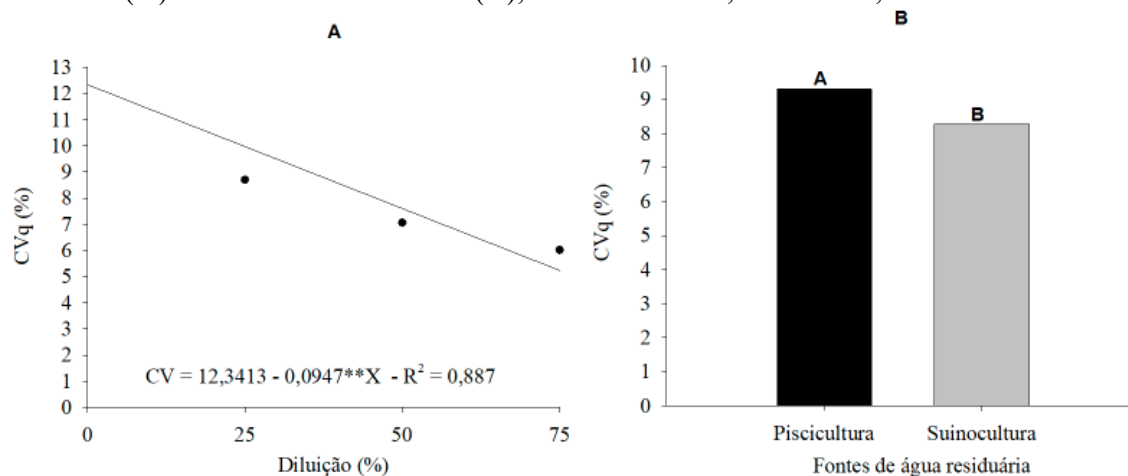 A
CVq (%)
13
12
11
10
9
8
7
6
5
4
3
2
1
0
CV = 12,3413 - 0,0947**X - R² = 0,887
0 25 50 75
Diluição (%)
B
CVq (%)
10
9
8
7
6
5
4
3
2
1
0
A
B
Piscicultura Suinocultura
Fontes de água residuária